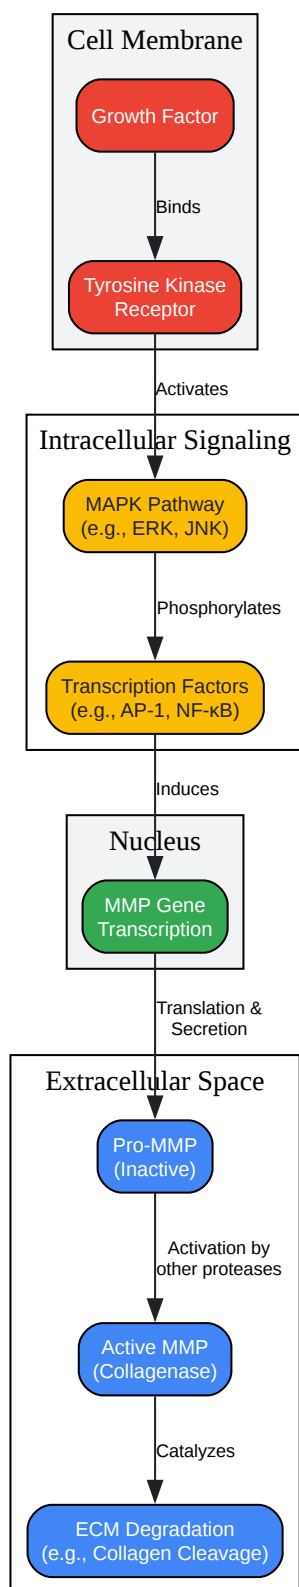 Cell Membrane
Growth Factor
Binds
Tyrosine Kinase
Receptor
Activates
Intracellular Signaling
MAPK Pathway
(e.g., ERK, JNK)
Phosphorylates
Transcription Factors
(e.g., AP-1, NF-κB)
Induces
Nucleus
MMP Gene
Transcription
Translation &
Secretion
Extracellular Space
Pro-MMP
(Inactive)
Activation by
other proteases
Active MMP
(Collagenase)
Catalyzes
ECM Degradation
(e.g., Collagen Cleavage)